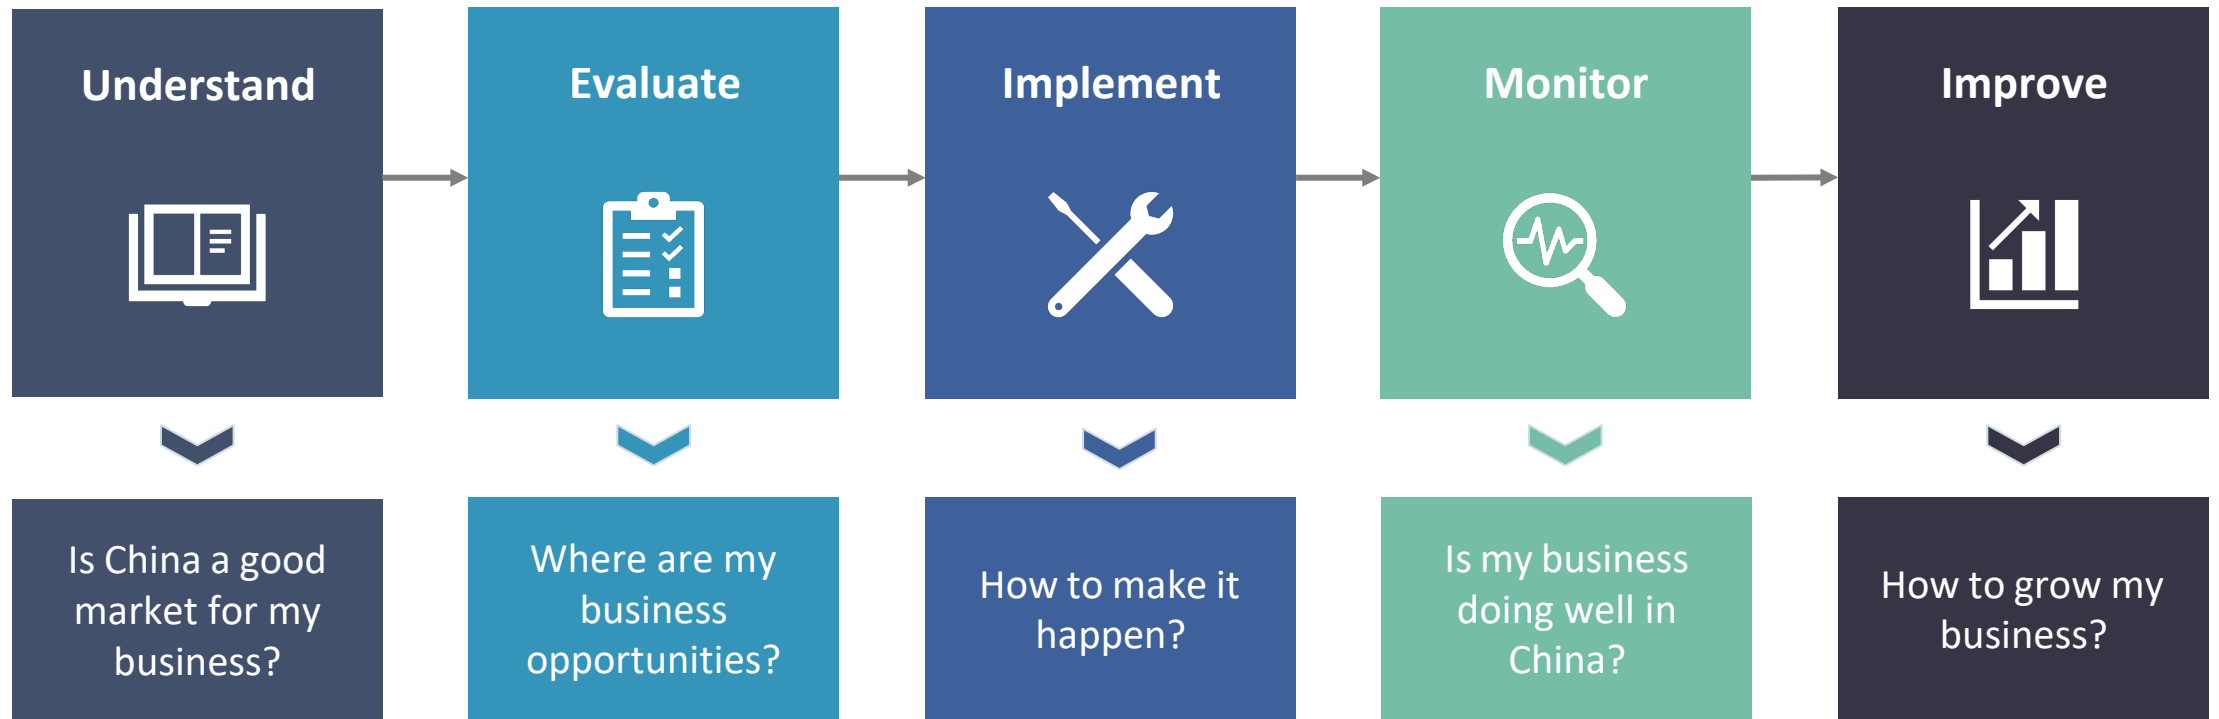 Understand
Evaluate
Implement
Monitor
Improve
Is China a good
market for my
business?
Where are my
business
opportunities?
How to make it
happen?
Is my business
doing well in
China?
How to grow my
business?